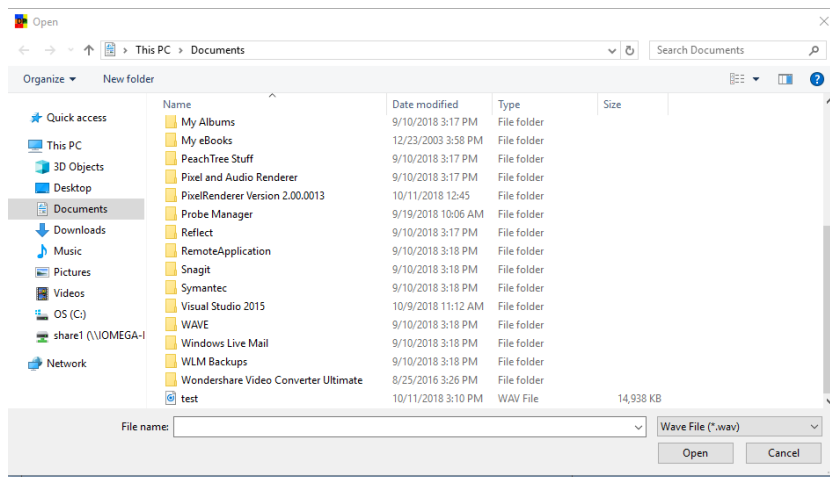 Open
This PC > Documents
Search Documents
Organize
New folder
Name Date modified Type Size
Quick access
This PC
3D Objects
Desktop
Documents
Downloads
Music
Pictures
Videos
OS (C:)
share1 (\\IOMEGA-
Network
My Albums 9/10/2018 3:17 PM File folder
My eBooks 12/23/2003 3:58 PM File folder
PeachTree Stuff 9/10/2018 3:17 PM File folder
Pixel and Audio Renderer 9/10/2018 3:17 PM File folder
PixelRenderer Version 2.00.0013 10/11/2018 12:45 File folder
Probe Manager 9/19/2018 10:06 AM File folder
Reflect 9/10/2018 3:17 PM File folder
RemoteApplication 9/10/2018 3:18 PM File folder
Snagit 9/10/2018 3:18 PM File folder
Symantec 9/10/2018 3:18 PM File folder
Visual Studio 2015 10/9/2018 11:12 AM File folder
WAVE 9/10/2018 3:18 PM File folder
Windows Live Mail 9/10/2018 3:18 PM File folder
WLM Backups 9/10/2018 3:18 PM File folder
Wondershare Video Converter Ultimate 8/25/2016 3:26 PM File folder
test 10/11/2018 3:10 PM WAV File 14,938 KB
File name:
Wave File (*.wav)
Open
Cancel